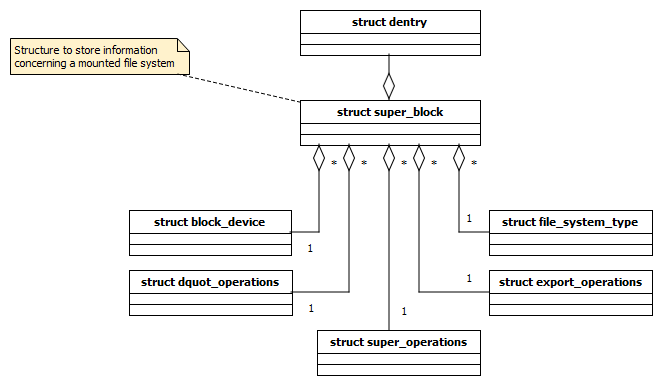 struct dentry
Structure to store information
concerning a mounted file system
struct super_block
* * * * *
struct block_device
1
1
struct file_system_type
struct dquot_operations
1
1
struct export_operations
1
struct super_operations